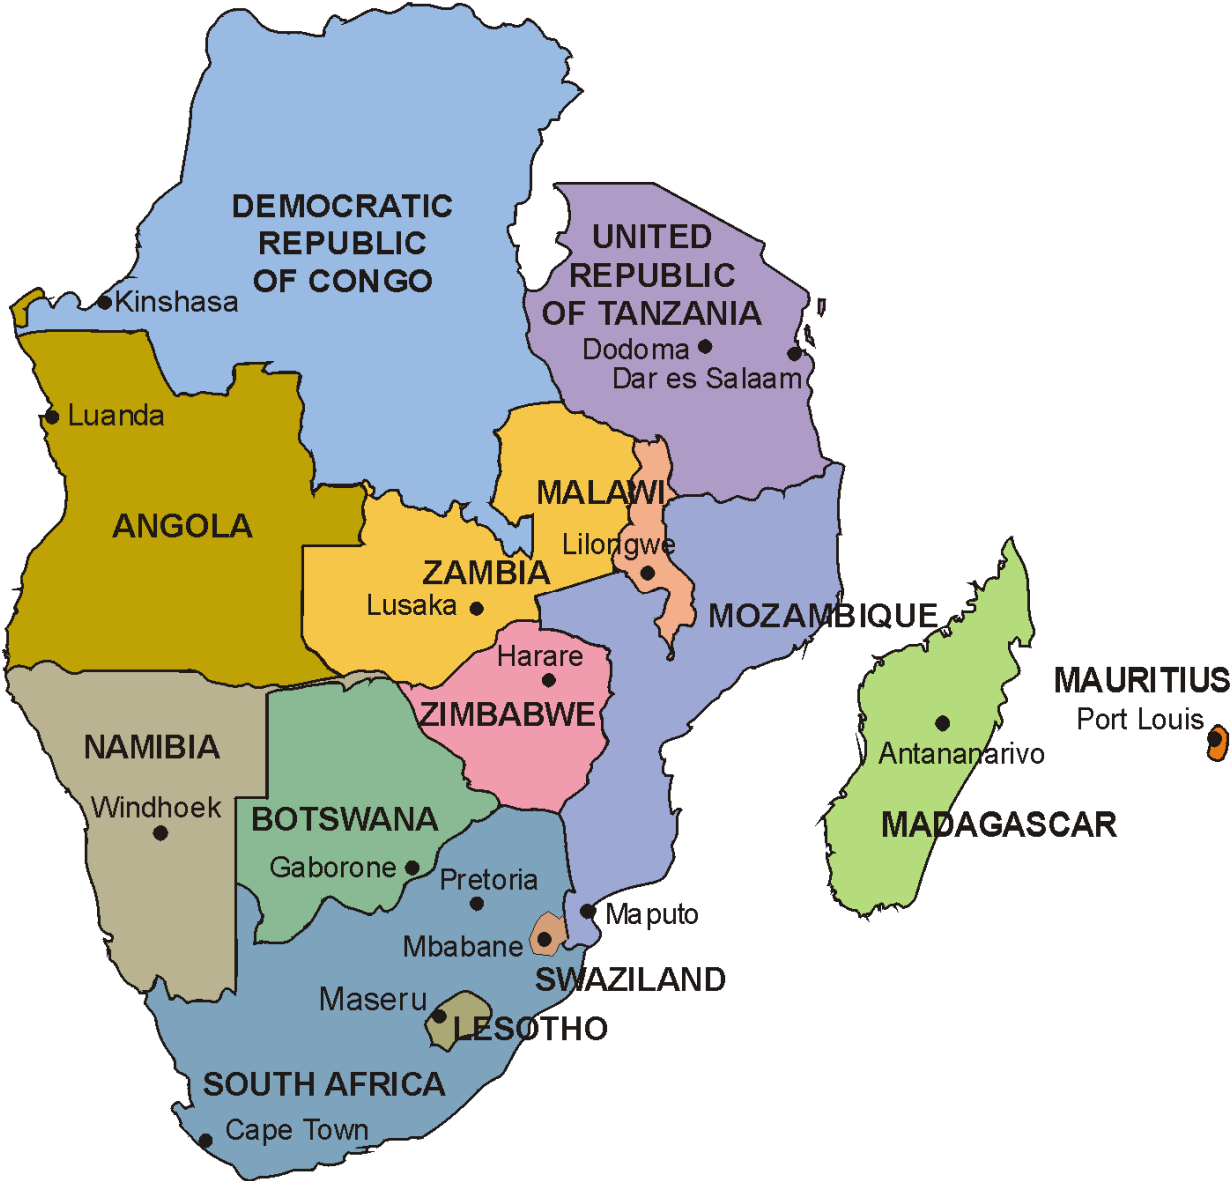 DEMOCRATIC
REPUBLIC
OF CONGO
Kinshasa
UNITED
REPUBLIC
OF TANZANIA
Dodoma
Dar es Salaam
Luanda
ANGOLA
MALAWI
Lilongwe
ZAMBIA
Lusaka
MOZAMBIQUE
Harare
ZIMBABWE
MAURITIUS
Port Louis
Antananarivo
MADAGASCAR
NAMIBIA
Windhoek
BOTSWANA
Gaborone
Pretoria
Maputo
Mbabane
SWAZILAND
Maseru
LESOTHO
SOUTH AFRICA
Cape Town